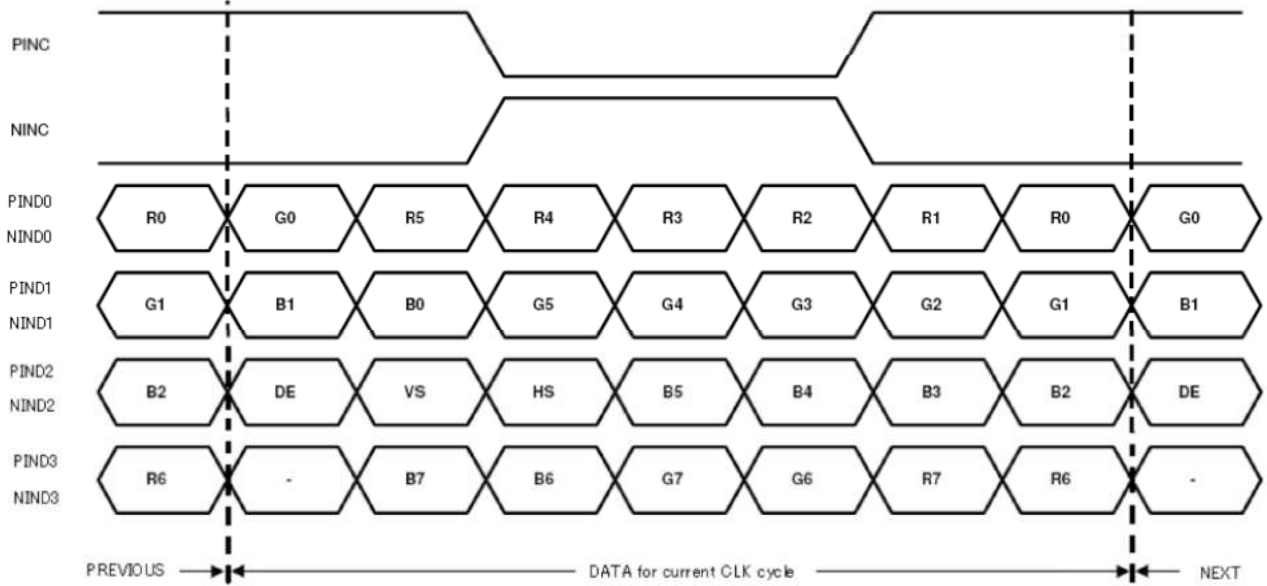 PINC
NINC
PIND0
NIND0
R0 G0 R5 R4 R3 R2 R1 R0 G0
PIND1
NIND1
G1 B1 B0 G5 G4 G3 G2 G1 B1
PIND2
NIND2
B2 DE VS HS B5 B4 B3 B2 DE
PIND3
NIND3
R6 - B7 B6 G7 G6 R7 R6 -
PREVIOUS DATA for current CLK cycle NEXT